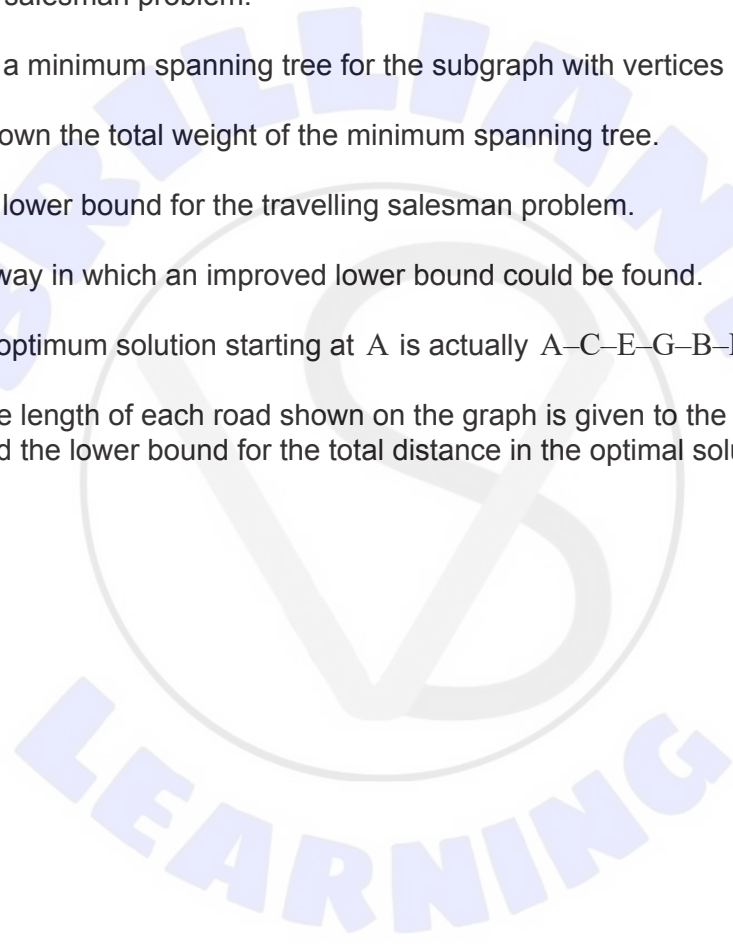 salesman problem.
a minimum spanning tree for the subgraph with vertices
own the total weight of the minimum spanning tree.
lower bound for the travelling salesman problem.
way in which an improved lower bound could be found.
optimum solution starting at A is actually A–C–E–G–B–
e length of each road shown on the graph is given to the
d the lower bound for the total distance in the optimal
BRILLIANT
LEARNING